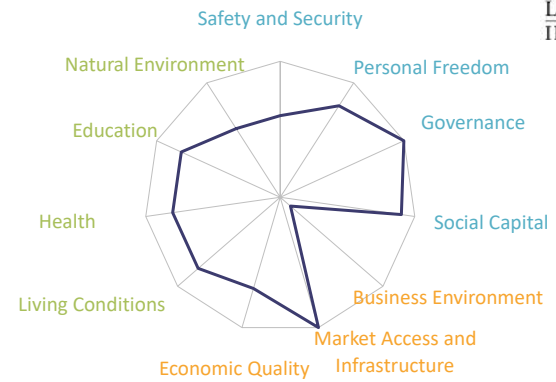 Safety and Security
Natural Environment
Personal Freedom
Education
Governance
Health
Social Capital
Living Conditions
Business Environment
Market Access and
Infrastructure
Economic Quality